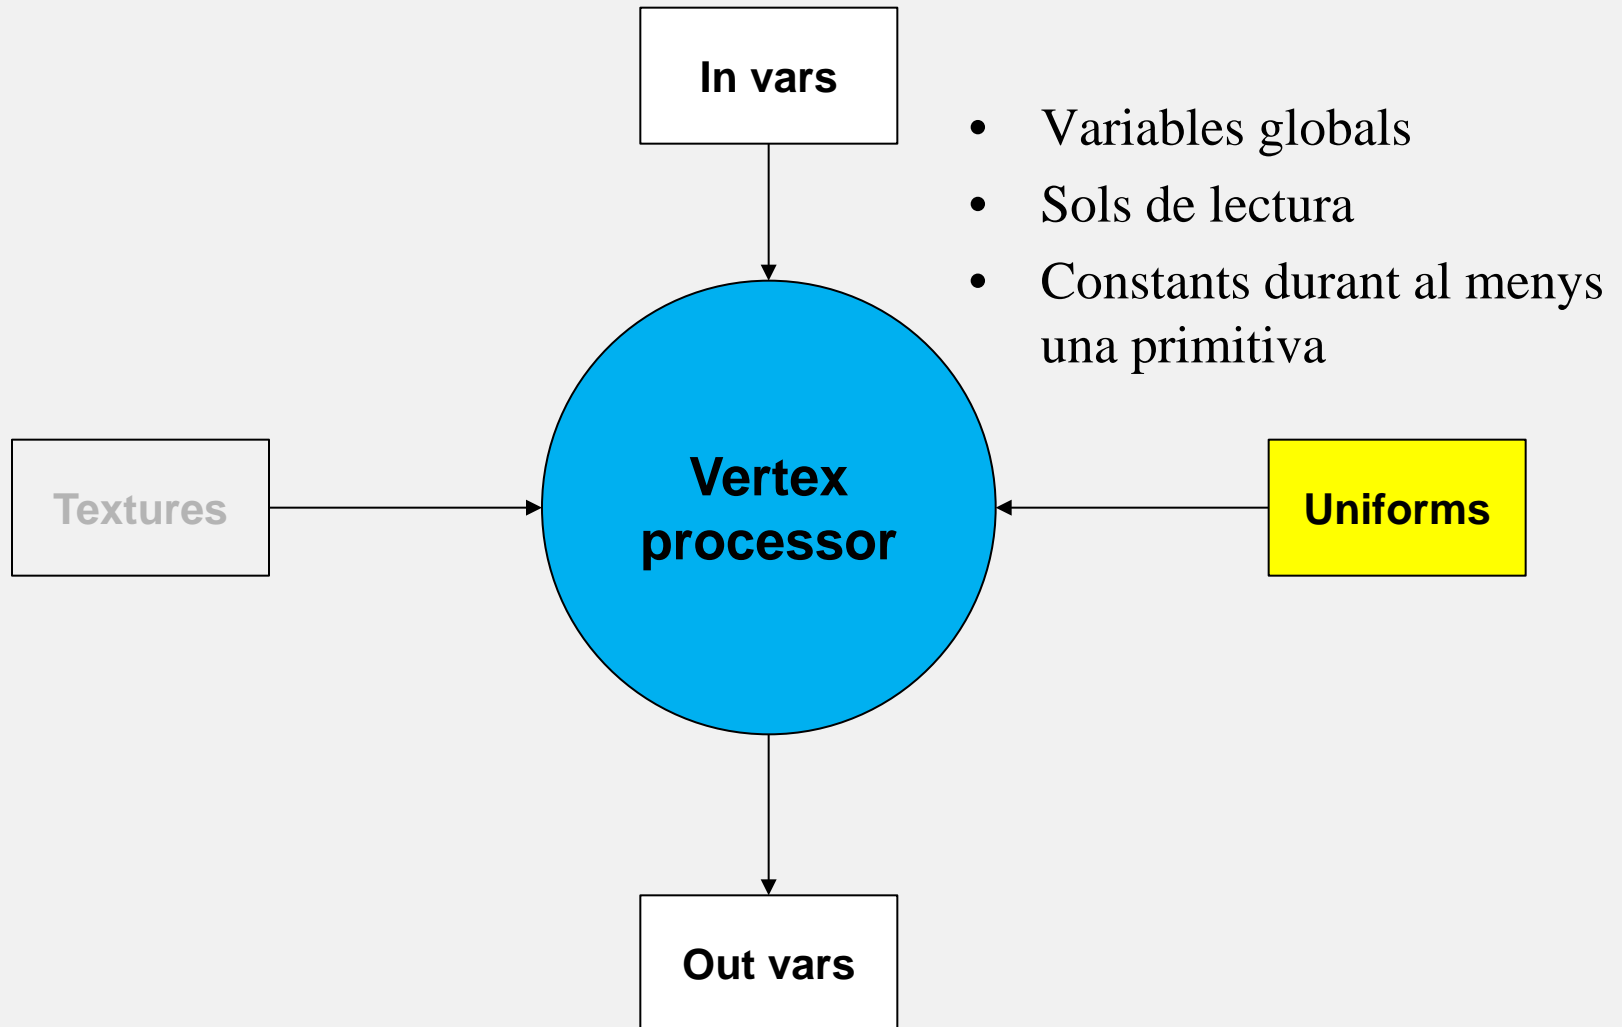 In vars
• Variables globals
• Sols de lectura
• Constants durant al menys
una primitiva
Textures
Vertex
processor
Uniforms
Out vars